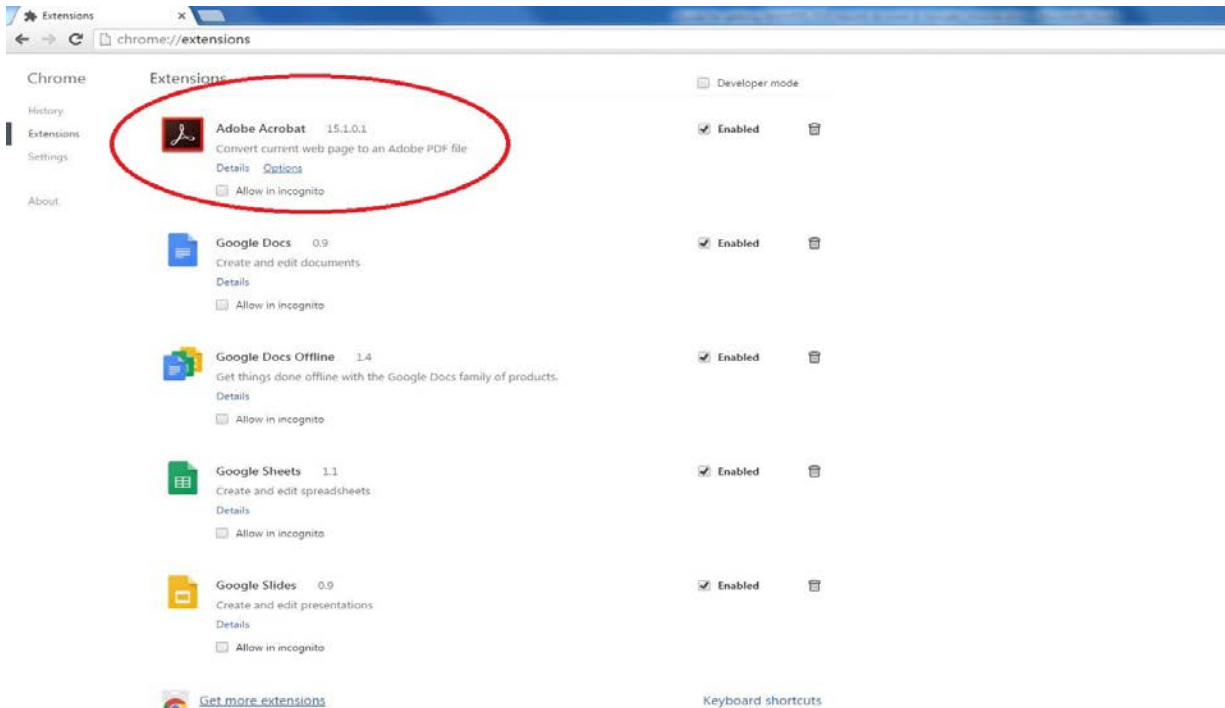 Extensions
chrome://extensions
Chrome
History
Extensions
Settings
About
Extensions
Developer mode
Adobe Acrobat 15.1.0.1
Enabled
Convert current web page to an Adobe PDF file
Details Options
Allow in incognito
Google Docs 0.9
Enabled
Create and edit documents
Details
Allow in incognito
Google Docs Offline 1.4
Enabled
Get things done offline with the Google Docs family of products.
Details
Allow in incognito
Google Sheets 1.1
Enabled
Create and edit spreadsheets
Details
Allow in incognito
Google Slides 0.9
Enabled
Create and edit presentations
Details
Allow in incognito
Get more extensions
Keyboard shortcuts